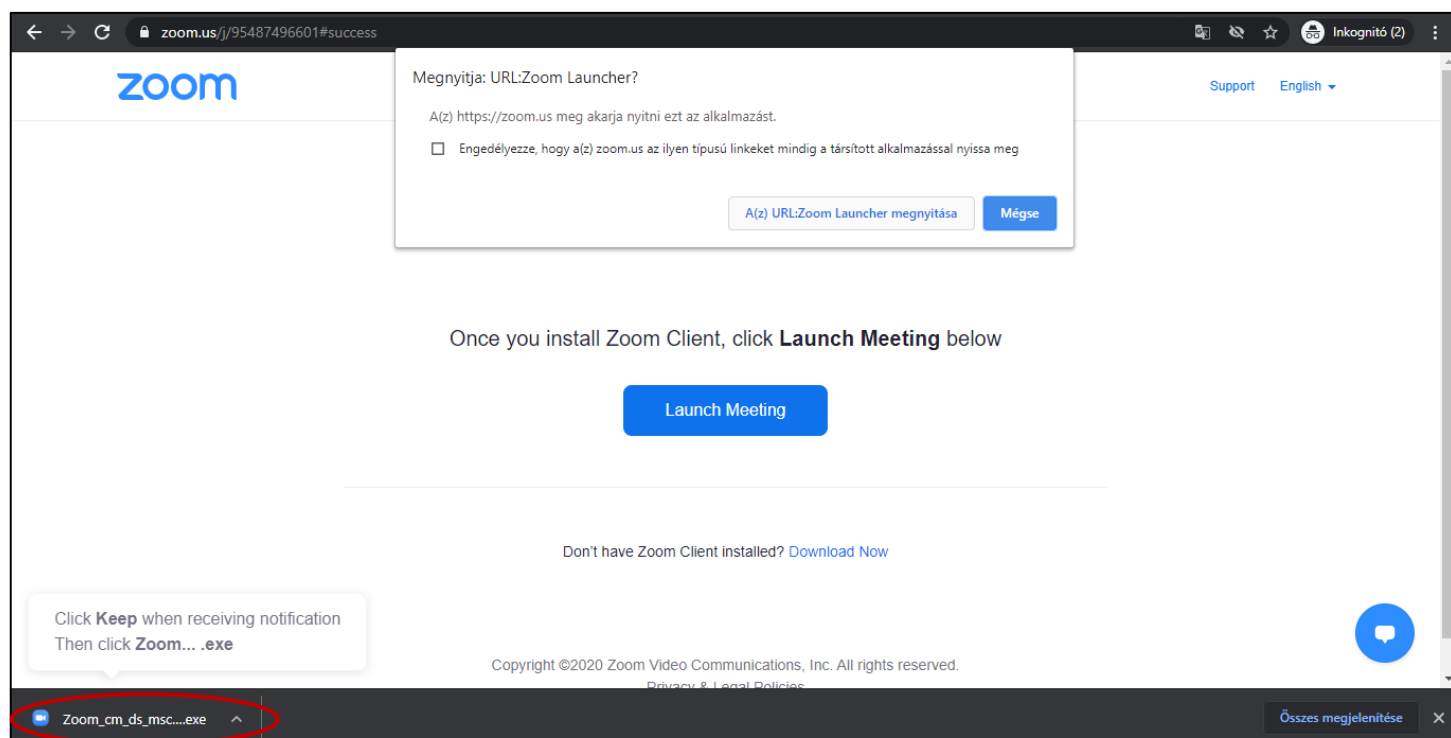 zoom.us/j/95487496601#success
Inkognitó (2)
zoom
Support English
Megnyitja: URL:Zoom Launcher?
A(z) https://zoom.us meg akarja nyitni ezt az alkalmazást.
Engedélyezze, hogy a(z) zoom.us az ilyen típusú linkeket mindig a társított alkalmazással nyissa meg
A(z) URL:Zoom Launcher megnyitása Mégse
Once you install Zoom Client, click Launch Meeting below
Launch Meeting
Don't have Zoom Client installed? Download Now
Click Keep when receiving notification
Then click Zoom... .exe
Copyright ©2020 Zoom Video Communications, Inc. All rights reserved.
Privacy & Legal Policies
Zoom_cm_ds_msc....exe
Összes megjelenítése